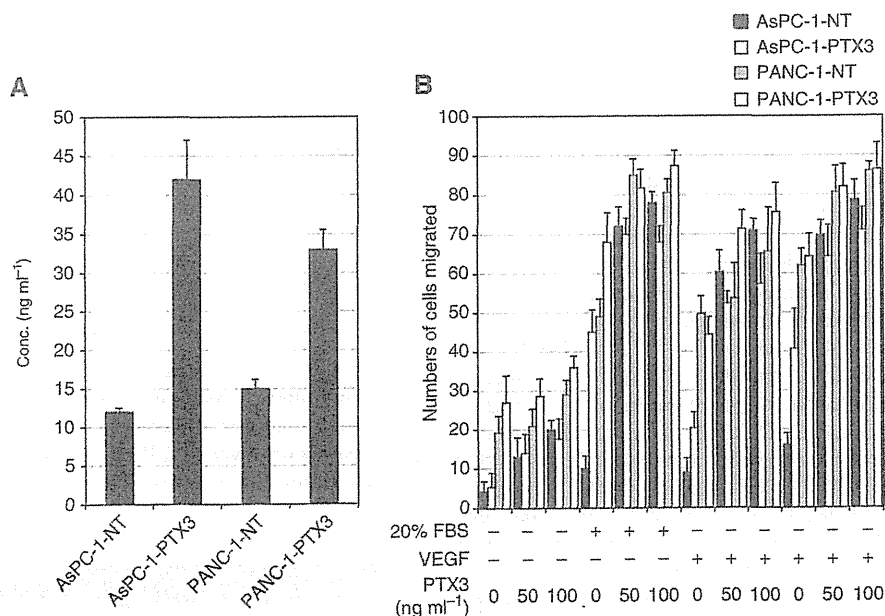 A
50
45
40
35
30
25
20
15
10
5
0
Conc. (ng ml⁻¹)
AsPC-1-NT
AsPC-1-PTX3
PANC-1-NT
PANC-1-PTX3
B
AsPC-1-NT
AsPC-1-PTX3
PANC-1-NT
PANC-1-PTX3
100
90
80
70
60
50
40
30
20
10
0
Numbers of cells migrated
20% FBS – – – + + + – – – – – –
VEGF – – – – – – + + + + + +
PTX3 (ng ml⁻¹) 0 50 100 0 50 100 0 50 100 0 50 100